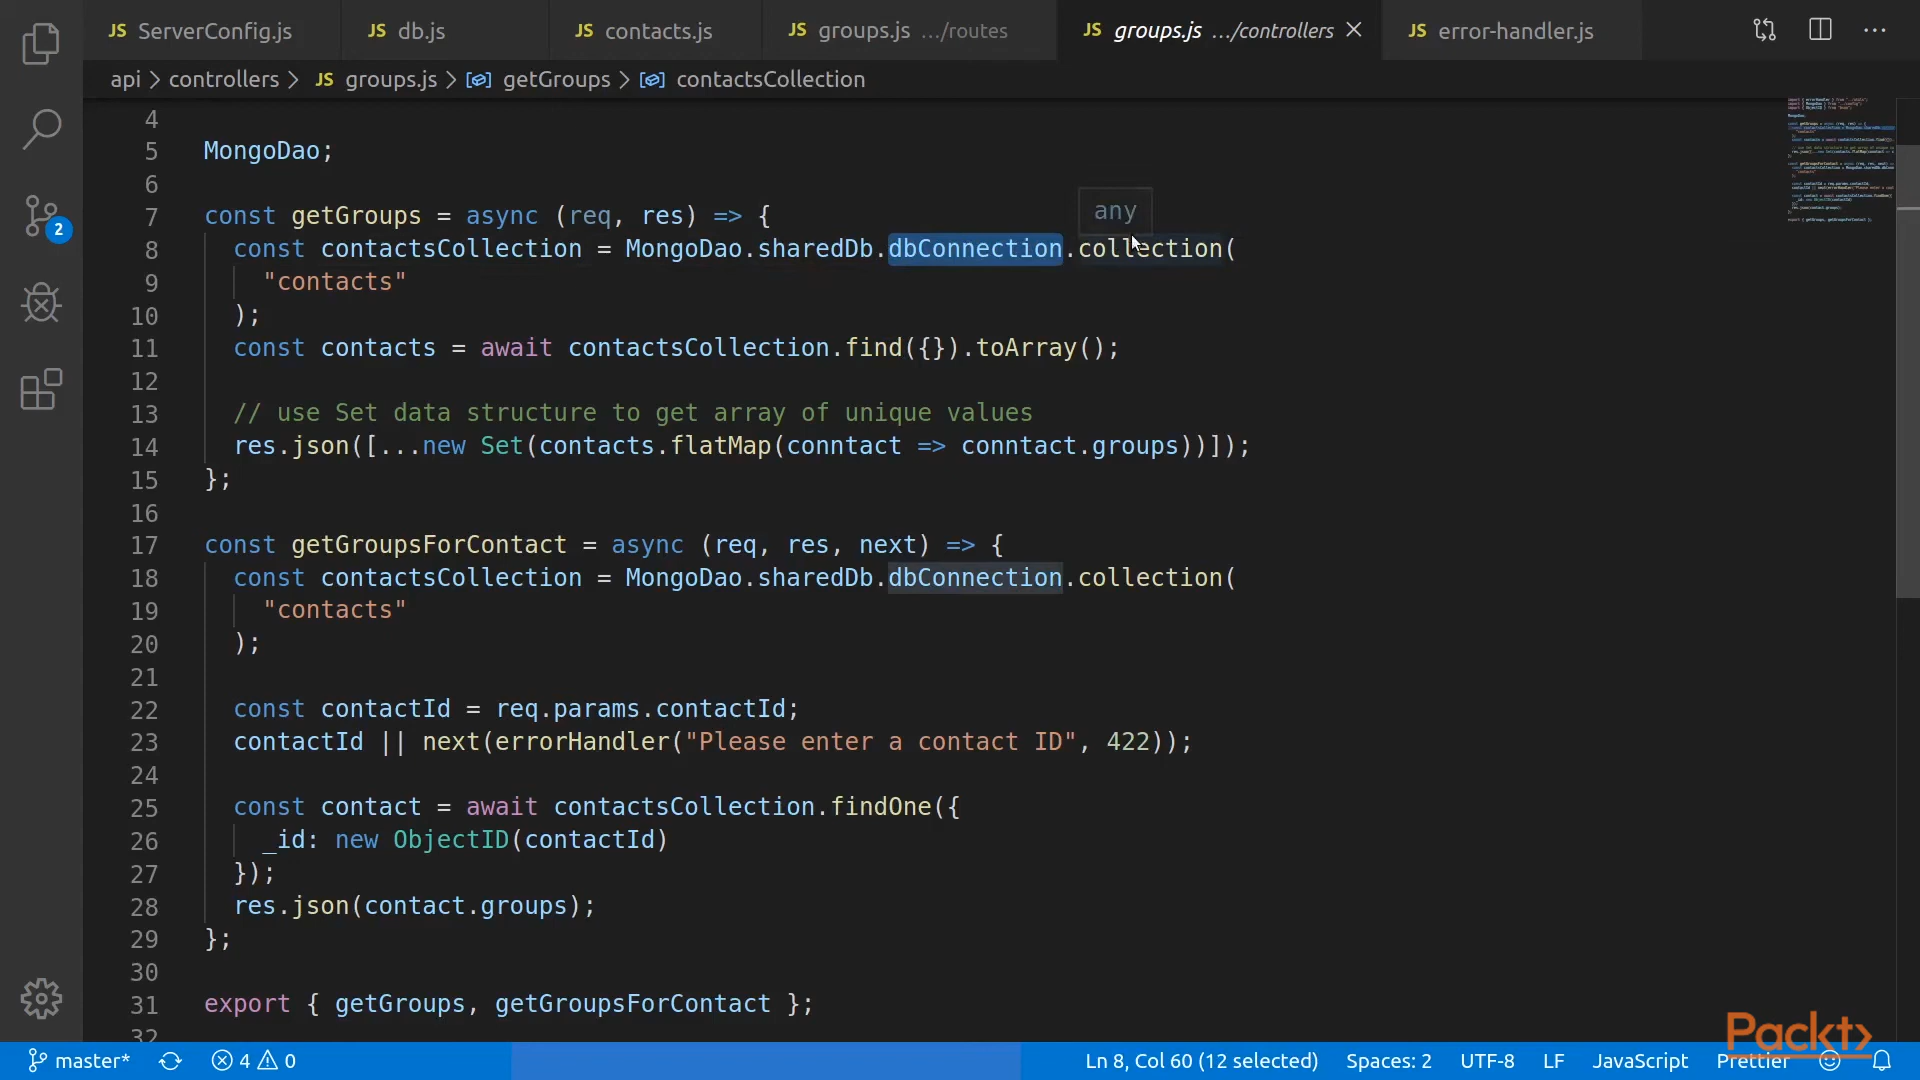 JS ServerConfig.js JS db.js JS contacts.js JS groups.js .../routes JS groups.js .../controllers JS error-handler.js
api > controllers > JS groups.js > getGroups > contactsCollection
4
5 MongoDao;
6
any
7 const getGroups = async (req, res) => {
8 const contactsCollection = MongoDao.sharedDb.dbConnection.collection(
9 "contacts"
10 );
11 const contacts = await contactsCollection.find({}).toArray();
12
13 // use Set data structure to get array of unique values
14 res.json([...new Set(contacts.flatMap(conntact => conntact.groups))]);
15 };
16
17 const getGroupsForContact = async (req, res, next) => {
18 const contactsCollection = MongoDao.sharedDb.dbConnection.collection(
19 "contacts"
20 );
21
22 const contactId = req.params.contactId;
23 contactId || next(errorHandler("Please enter a contact ID", 422));
24
25 const contact = await contactsCollection.findOne({
26 _id: new ObjectID(contactId)
27 });
28 res.json(contact.groups);
29 };
30
31 export { getGroups, getGroupsForContact };
32
2
Packt>
master* 4 0 Ln 8, Col 60 (12 selected) Spaces: 2 UTF-8 LF JavaScript Prettier